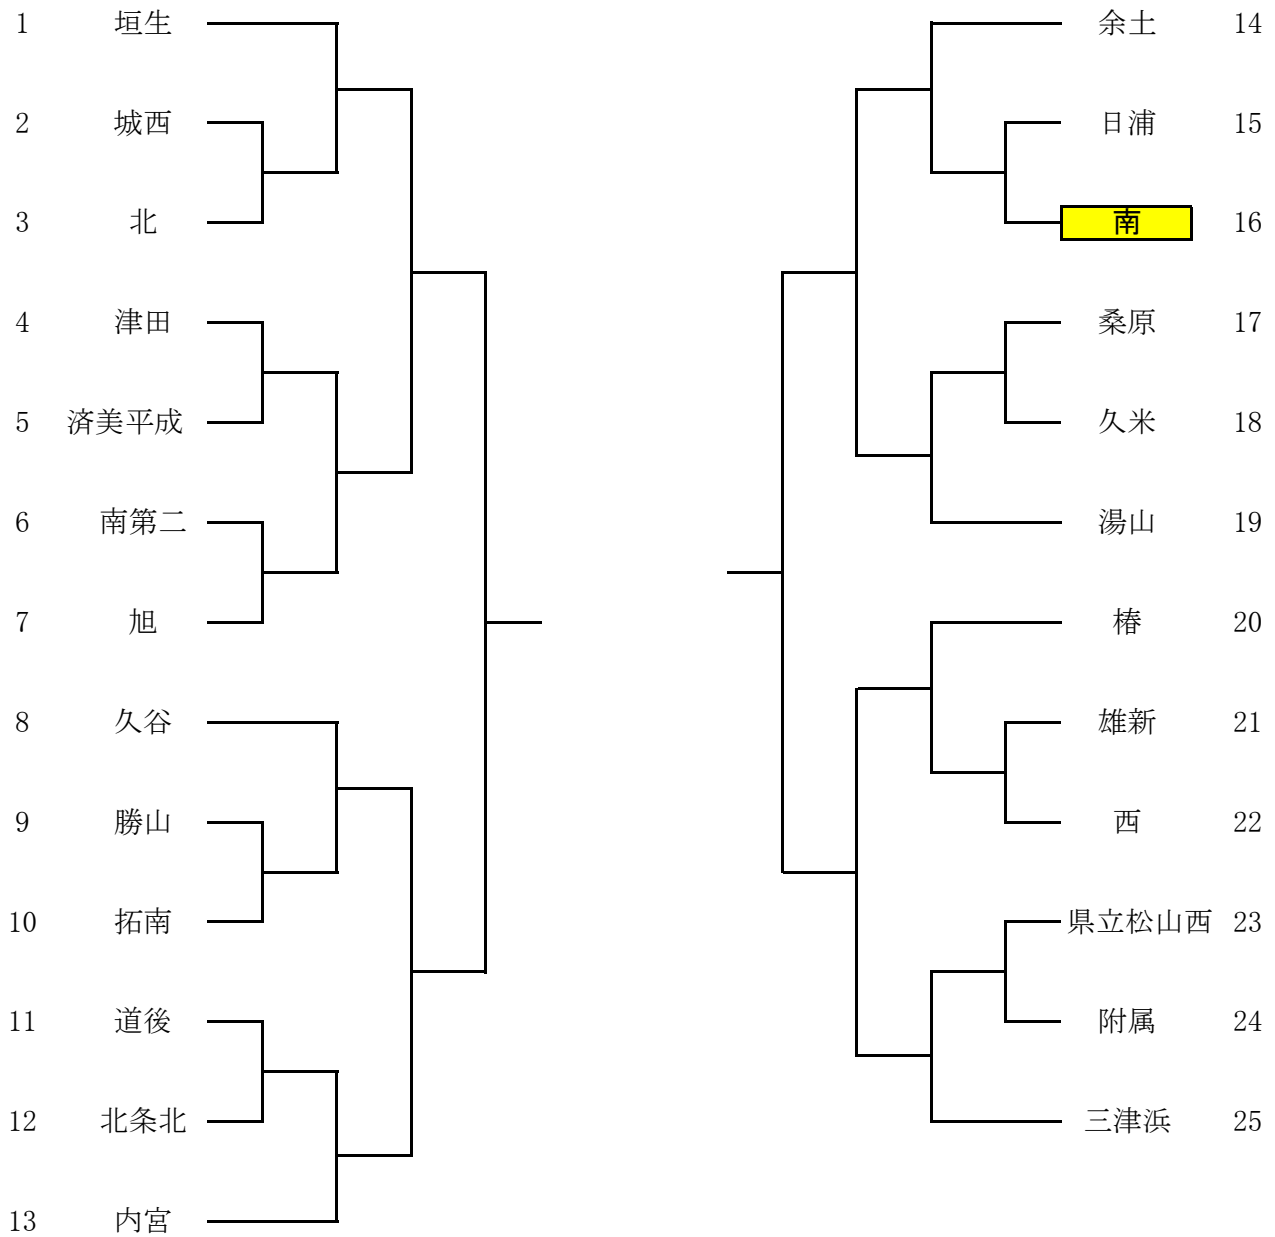 1 垣生
2 城西
3 北
4 津田
5 済美平成
6 南第二
7 旭
8 久谷
9 勝山
10 拓南
11 道後
12 北条北
13 内宮
余土 14
日浦 15
南 16
桑原 17
久米 18
湯山 19
椿 20
雄新 21
西 22
県立松山西 23
附属 24
三津浜 25